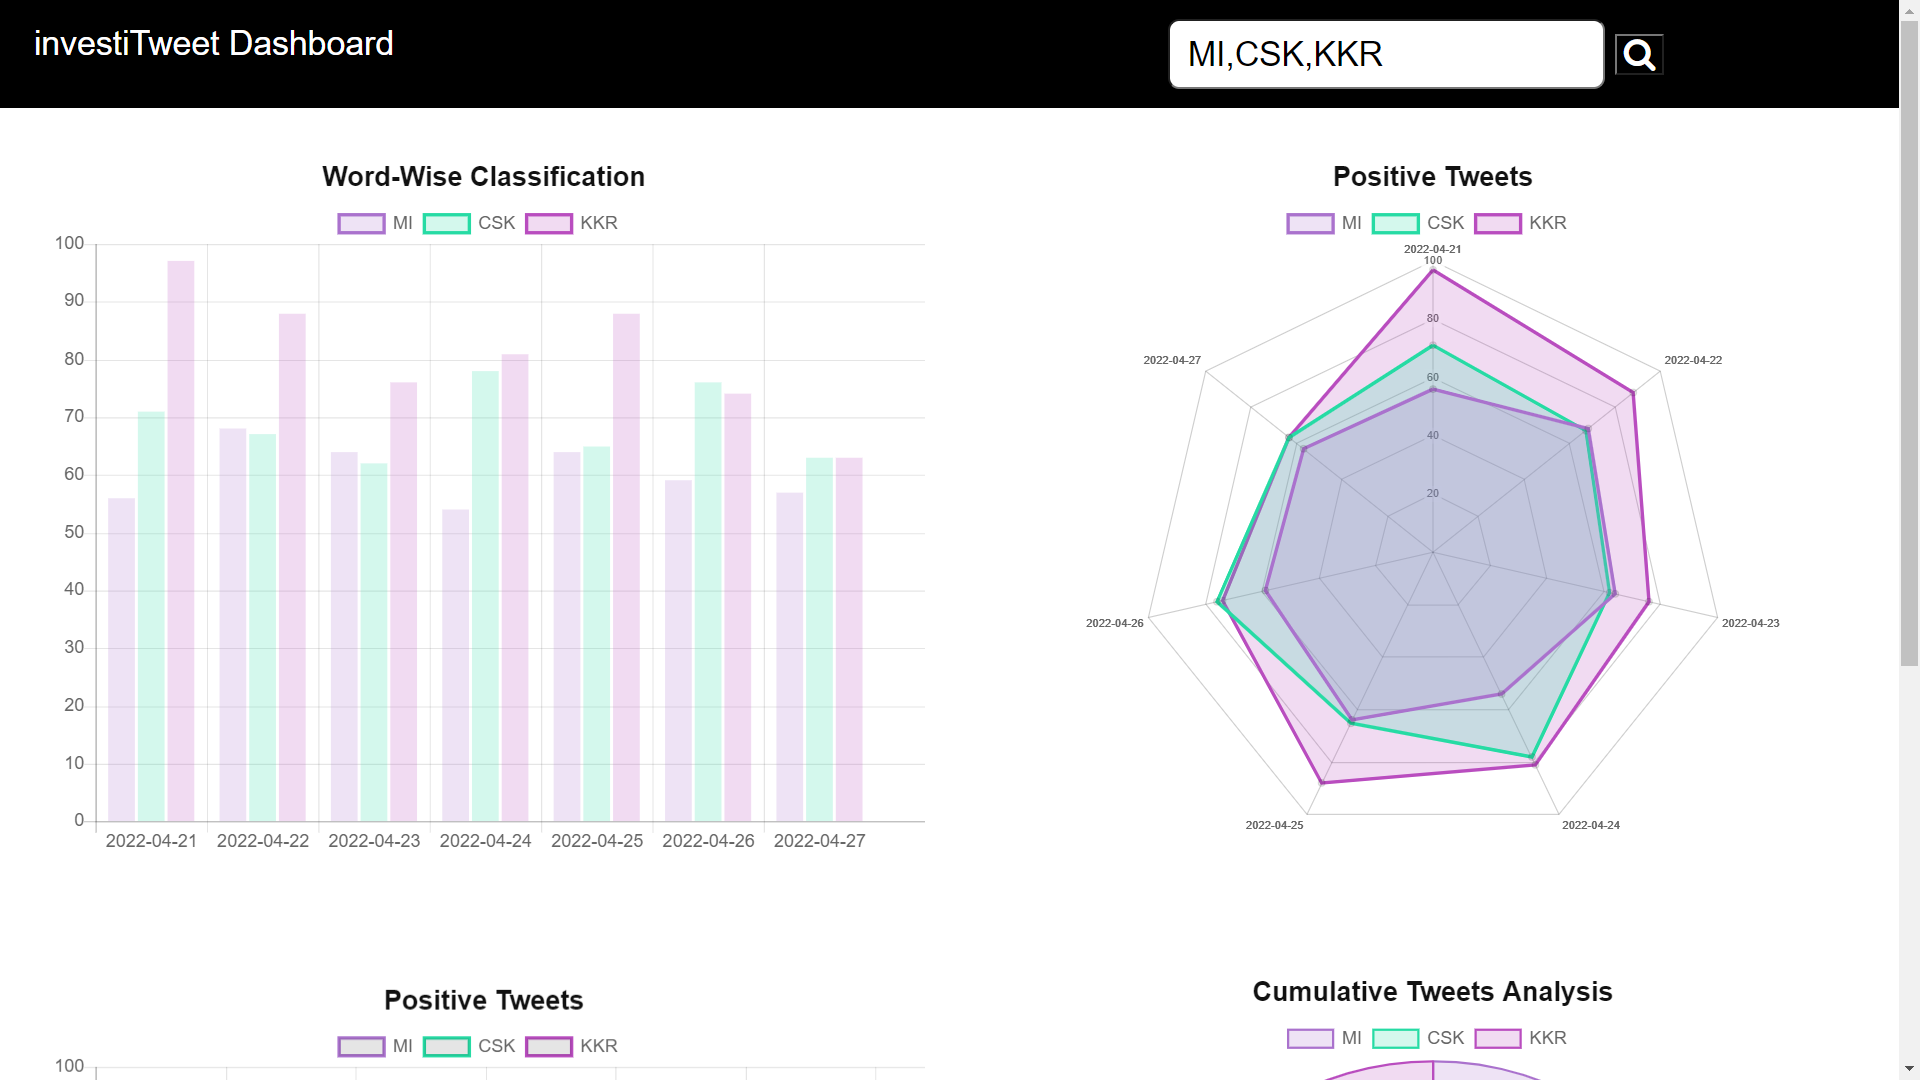 investiTweet Dashboard
MI,CSK,KKR
Word-Wise Classification
MI CSK KKR
100
90
80
70
60
50
40
30
20
10
0
2022-04-21 2022-04-22 2022-04-23 2022-04-24 2022-04-25 2022-04-26 2022-04-27
Positive Tweets
MI CSK KKR
2022-04-21
100
80
2022-04-27 2022-04-22
60
40
20
2022-04-26 2022-04-23
2022-04-25 2022-04-24
Positive Tweets
MI CSK KKR
100
Cumulative Tweets Analysis
MI CSK KKR